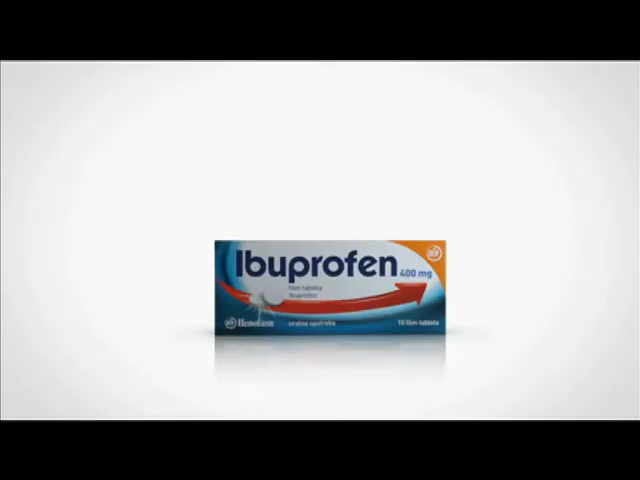 Ibuprofen 400 mg
film tableta
ibuprofen
Hemofarm
oralna upotreba
10 film tableta